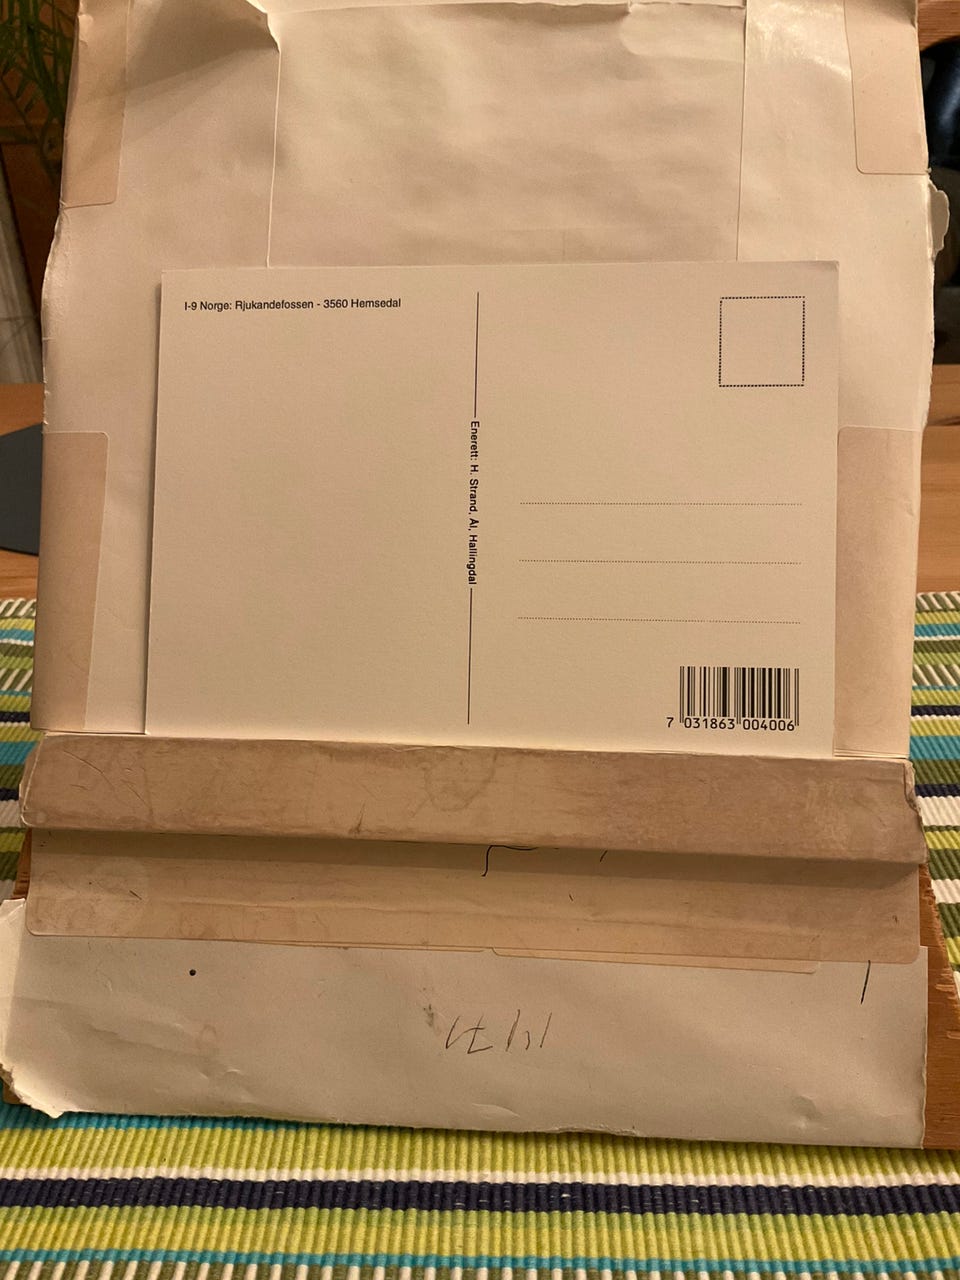 I-9 Norge: Rjukandefossen - 3560 Hemsedal
Enerett: H. Strand, Ål, Hallingdal
7 031863 004006